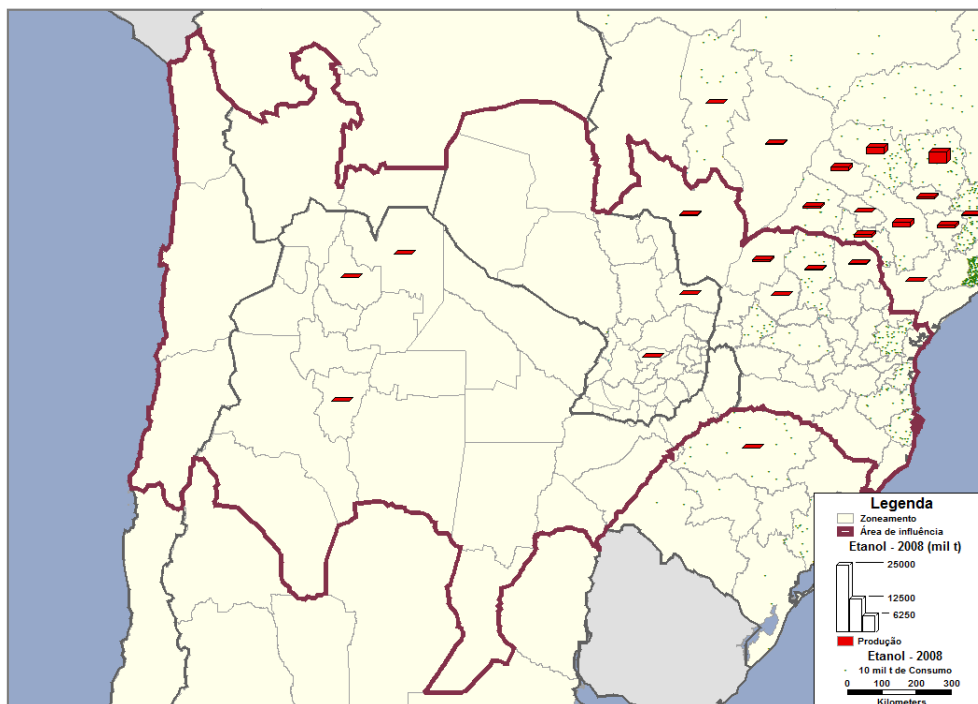 Legenda
Zoneamento
Área de influência
Etanol - 2008 (mil t)
25000
12500
6250
Produção
Etanol - 2008
10 mil t de Consumo
0 100 200 300
Kilometers